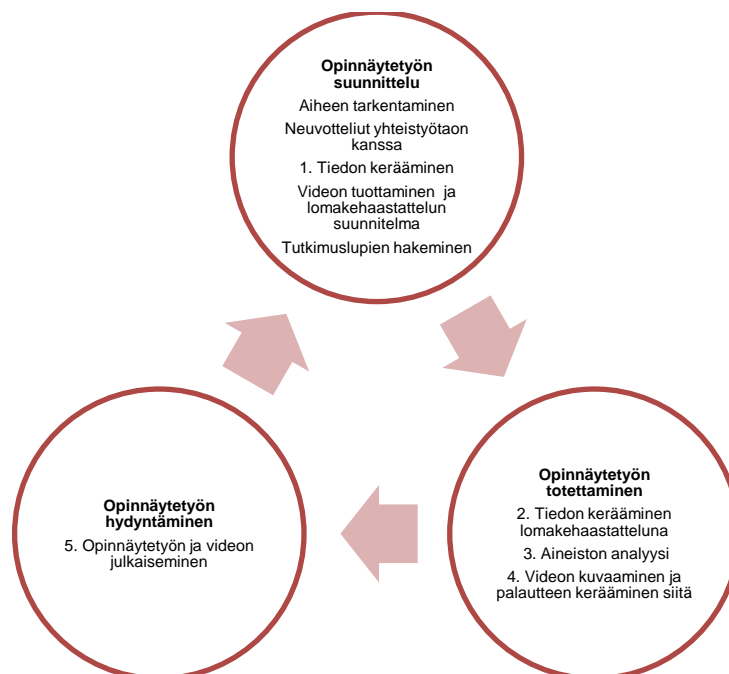 Opinnäytetyön
suunnittelu
Aiheen tarkentaminen
Neuvotteliut yhteistyötaon
kanssa
1. Tiedon kerääminen
Videon tuottaminen ja
lomakehaastattelun
suunnitelma
Tutkimuslupien hakeminen
Opinnäytetyön
totettaminen
2. Tiedon kerääminen
lomakehaastatteluna
3. Aineiston analyysi
4. Videon kuvaaminen ja
palautteen kerääminen siitä
Opinnäytetyön
hydyntäminen
5. Opinnäytetyön ja videon
julkaiseminen